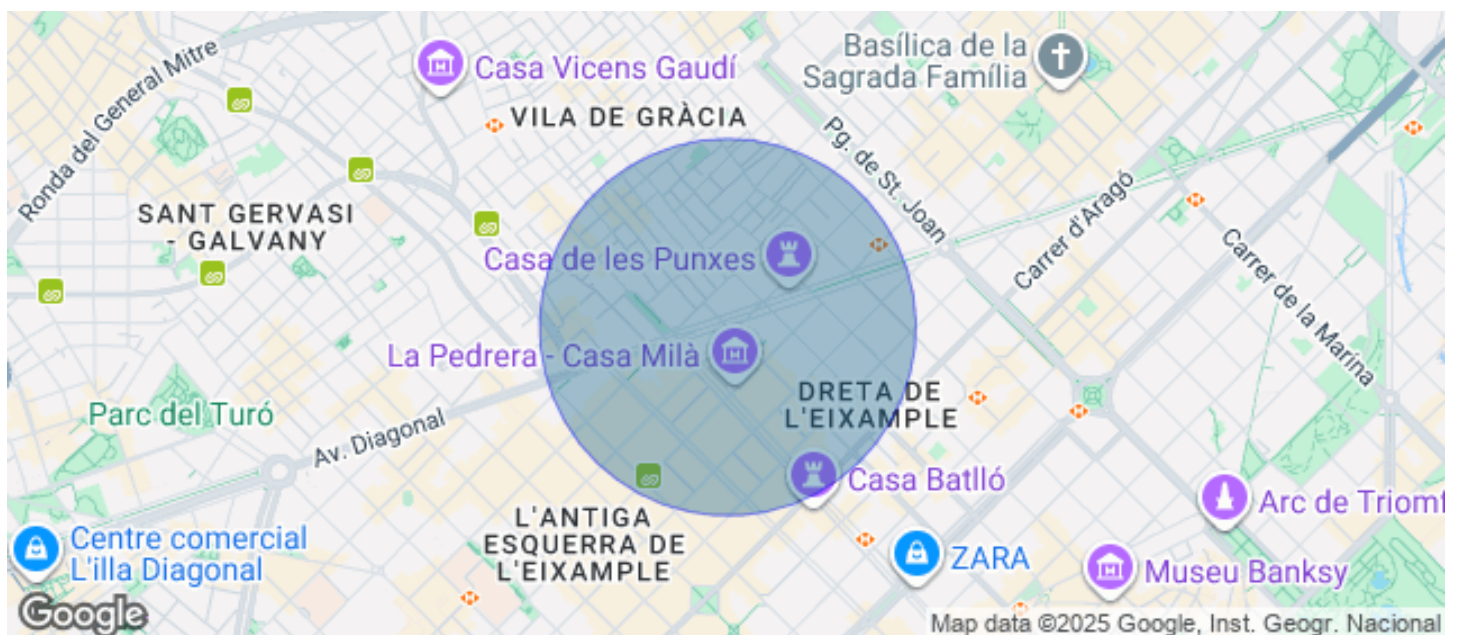 Ronda del General Mitre
Casa Vicens Gaudí
Basílica de la
Sagrada Família
VILA DE GRÀCIA
Pg. de St. Joan
SANT GERVASI
- GALVANY
Casa de les Punxes
Carrer d'Aragó
Carrer de la Marina
La Pedrera - Casa Milà
DRETA DE
L'EIXAMPLE
Parc del Turó
Av. Diagonal
Casa Batlló
Arc de Triomf
L'ANTIGA
ESQUERRA DE
L'EIXAMPLE
Centre comercial
L'illa Diagonal
ZARA
Museu Banksy
Google
Map data ©2025 Google, Inst. Geogr. Nacional